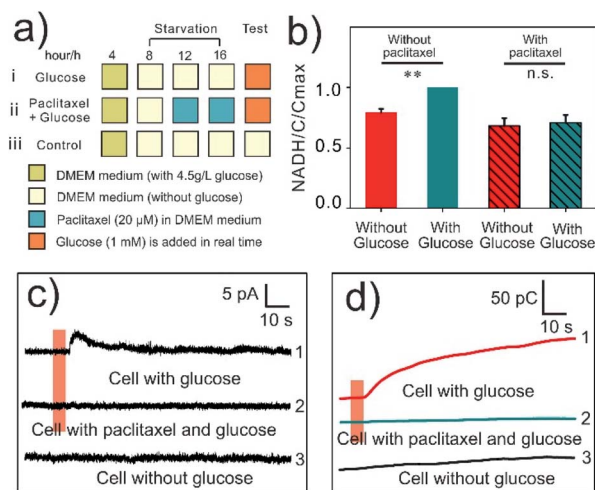 a)
Starvation Test
hour/h 4 8 12 16
i Glucose
ii Paclitaxel
+ Glucose
iii Control
DMEM medium (with 4.5g/L glucose)
DMEM medium (without glucose)
Paclitaxel (20 μM) in DMEM medium
Glucose (1 mM) is added in real time
b)
Without
paclitaxel
**
With
paclitaxel
n.s.
NADH/C/Cmax
1.0
0.5
0.0
Without
Glucose
With
Glucose
Without
Glucose
With
Glucose
c)
5 pA
10 s
1
Cell with glucose
2
Cell with paclitaxel and glucose
3
Cell without glucose
d)
50 pC
10 s
1
Cell with glucose
2
Cell with paclitaxel and glucose
3
Cell without glucose